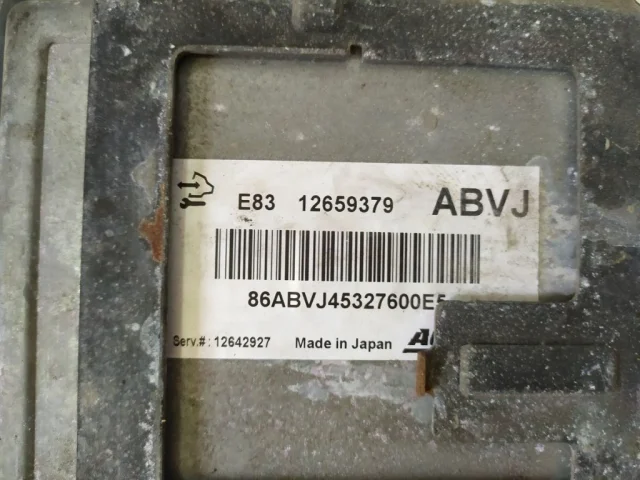 E83 12659379 ABVJ
86ABVJ45327600E5
Serv.#: 12642927 Made in Japan